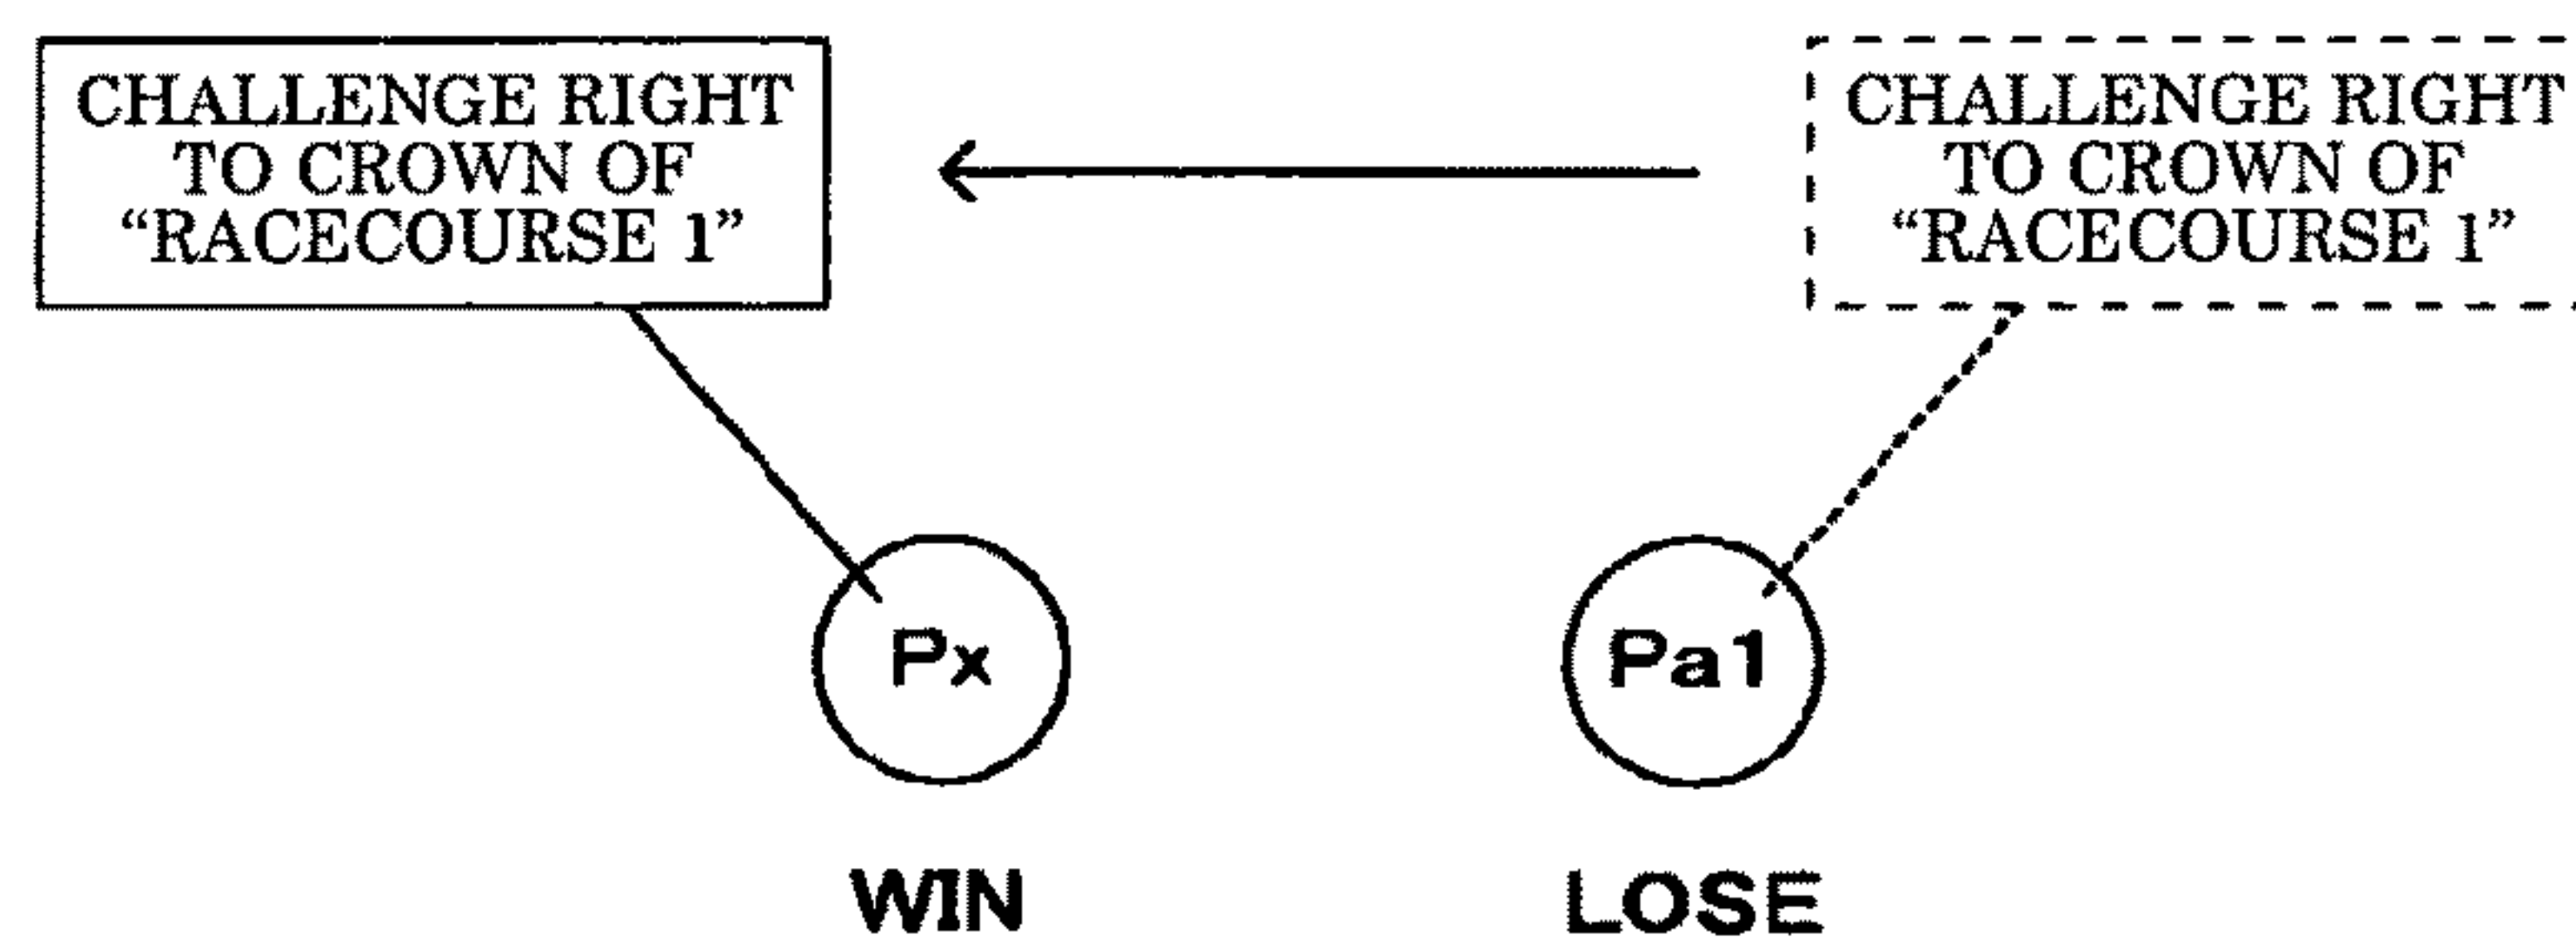 CHALLENGE RIGHT
TO CROWN OF
“RACECOURSE 1”
CHALLENGE RIGHT
TO CROWN OF
“RACECOURSE 1”
Px
Pa1
WIN
LOSE